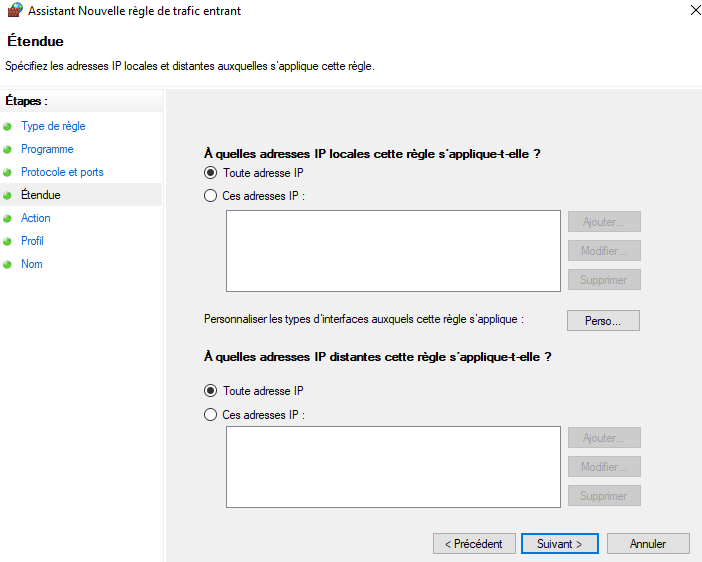 Assistant Nouvelle règle de trafic entrant
Étendue
Spécifiez les adresses IP locales et distantes auxquelles s'applique cette règle.
Étapes :
Type de règle
Programme
Protocole et ports
Étendue
Action
Profil
Nom
À quelles adresses IP locales cette règle s'applique-t-elle ?
Toute adresse IP
Ces adresses IP :
Ajouter...
Modifier...
Supprimer
Personnaliser les types d'interfaces auxquels cette règle s'applique :
Perso...
À quelles adresses IP distantes cette règle s'applique-t-elle ?
Toute adresse IP
Ces adresses IP :
Ajouter...
Modifier...
Supprimer
< Précédent
Suivant >
Annuler